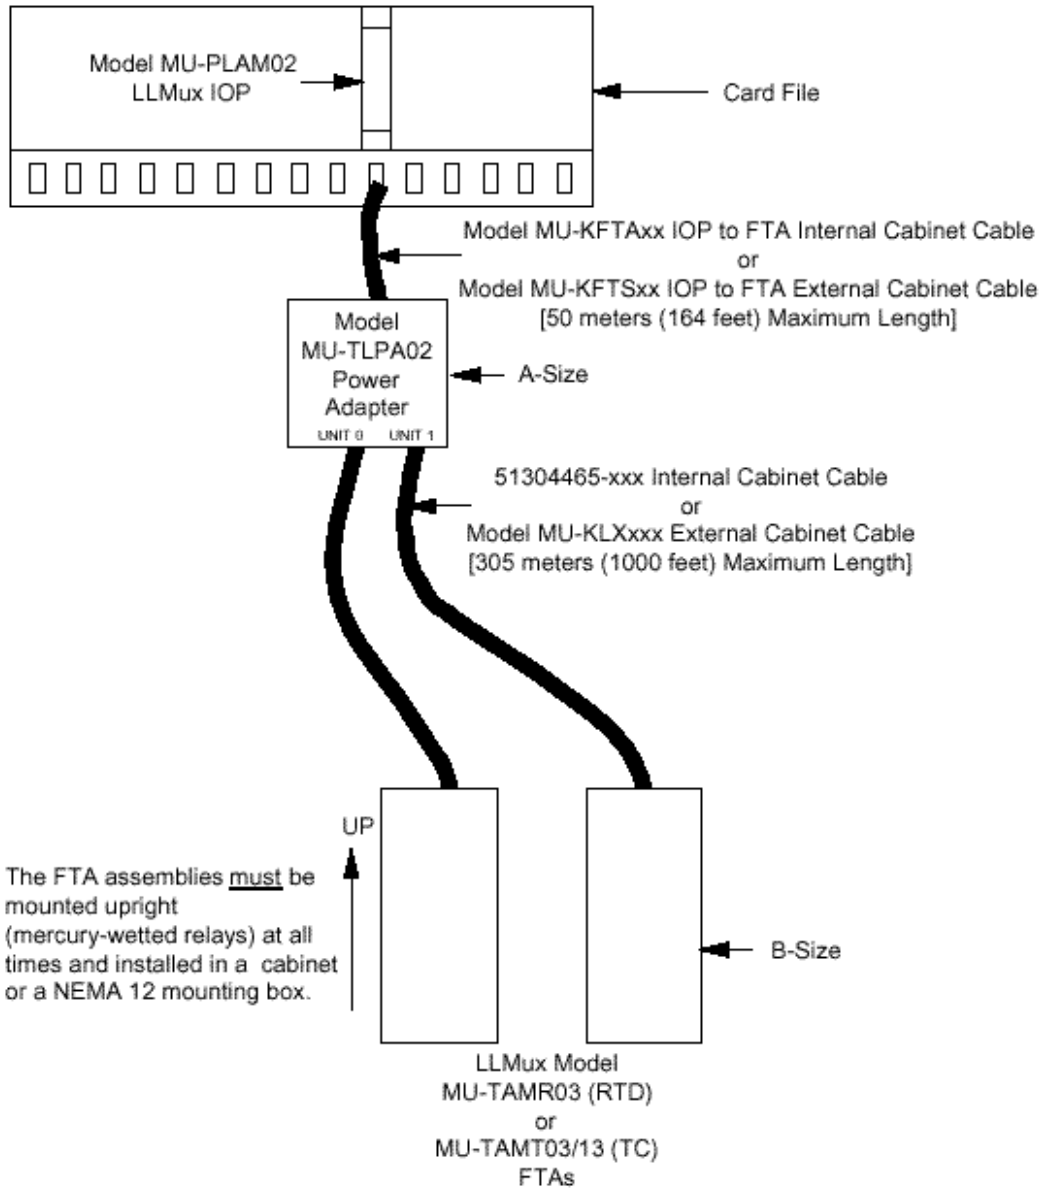 Model MU-PLAM02
LLMux IOP
Card File
Model MU-KFTAxx IOP to FTA Internal Cabinet Cable
or
Model MU-KFTSxx IOP to FTA External Cabinet Cable
[50 meters (164 feet) Maximum Length]
Model
MU-TLPA02
Power
Adapter
UNIT 0 UNIT 1
A-Size
51304465-xxx Internal Cabinet Cable
or
Model MU-KLXxxx External Cabinet Cable
[305 meters (1000 feet) Maximum Length]
UP
The FTA assemblies must be
mounted upright
(mercury-wetted relays) at all
times and installed in a cabinet
or a NEMA 12 mounting box.
B-Size
LLMux Model
MU-TAMR03 (RTD)
or
MU-TAMT03/13 (TC)
FTAs